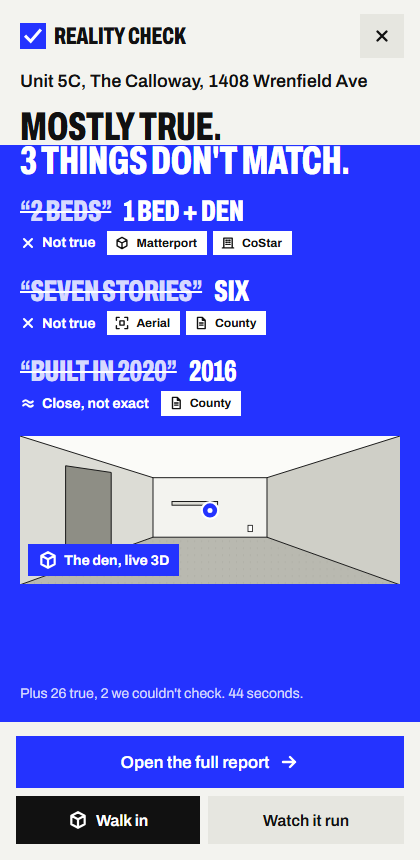 REALITY CHECK
Unit 5C, The Calloway, 1408 Wrenfield Ave
MOSTLY TRUE.
3 THINGS DON'T MATCH.
“2 BEDS” 1 BED + DEN
Not true Matterport CoStar
“SEVEN STORIES” SIX
Not true Aerial County
“BUILT IN 2020” 2016
Close, not exact County
The den, live 3D
Plus 26 true, 2 we couldn't check. 44 seconds.
Open the full report
Walk in Watch it run